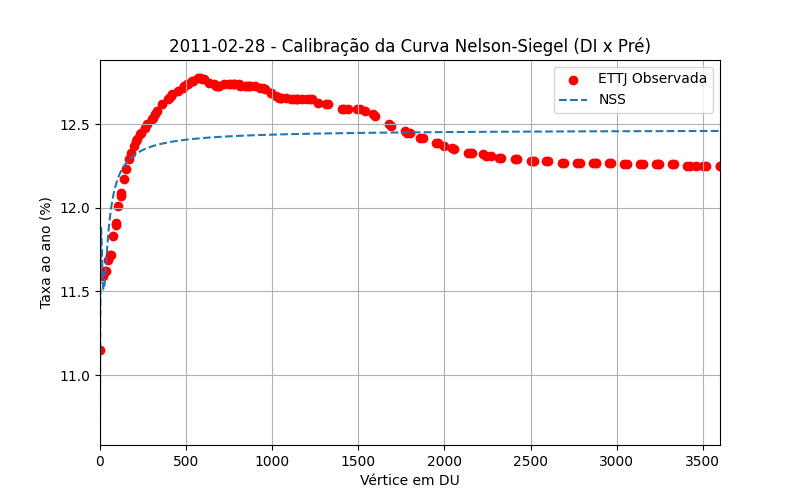 2011-02-28 - Calibração da Curva Nelson-Siegel (DI x Pré)
ETTJ Observada
NSS
Taxa ao ano (%)
12.5
12.0
11.5
11.0
0 500 1000 1500 2000 2500 3000 3500
Vértice em DU